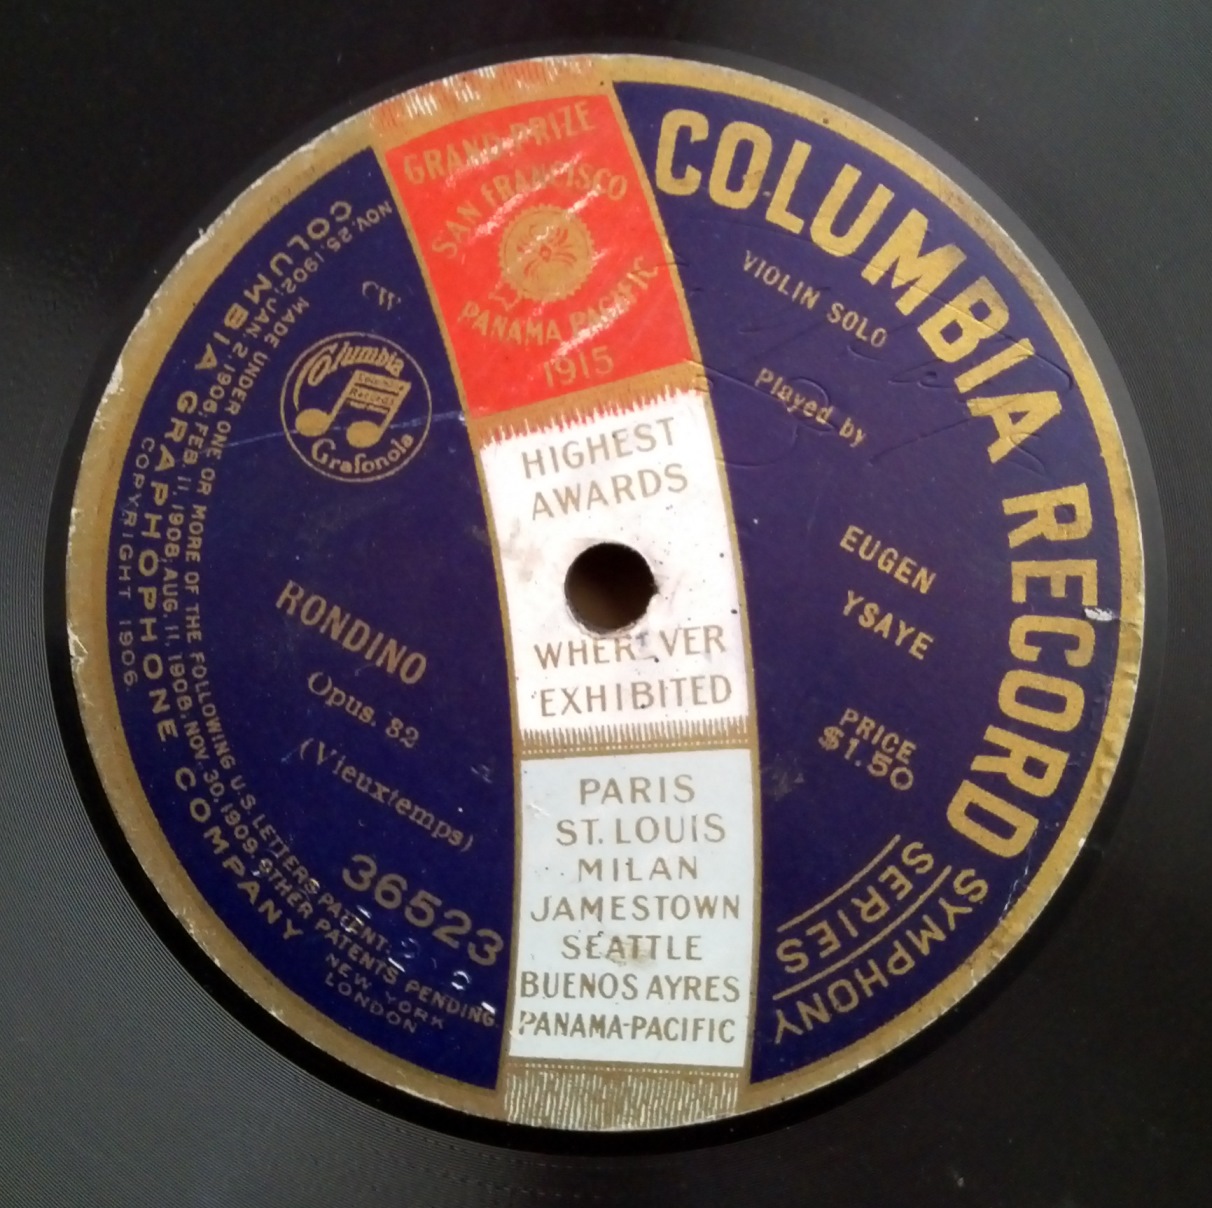 GRAND PRIZE
SAN FRANCISCO
PANAMA PACIFIC
1915
HIGHEST
AWARDS
WHEREVER
EXHIBITED
PARIS
ST. LOUIS
MILAN
JAMESTOWN
SEATTLE
BUENOS AYRES
PANAMA-PACIFIC
COLUMBIA RECORD
SYMPHONY
SERIES
VIOLIN SOLO
Played by
EUGEN
YSAYE
PRICE
$1.50
CW
Columbia
Columbia
Records
Grafonola
RONDINO
Opus. 32
(Vieuxtemps)
36523
MADE UNDER ONE OR MORE OF THE FOLLOWING U.S. LETTERS PATENT:
NOV. 25, 1902; JAN. 2, 1906; FEB. 11, 1908; AUG. 11, 1908; NOV. 30, 1909. OTHER PATENTS PENDING.
COLUMBIA GRAPHOPHONE COMPANY
NEW YORK
LONDON
COPYRIGHT 1906.